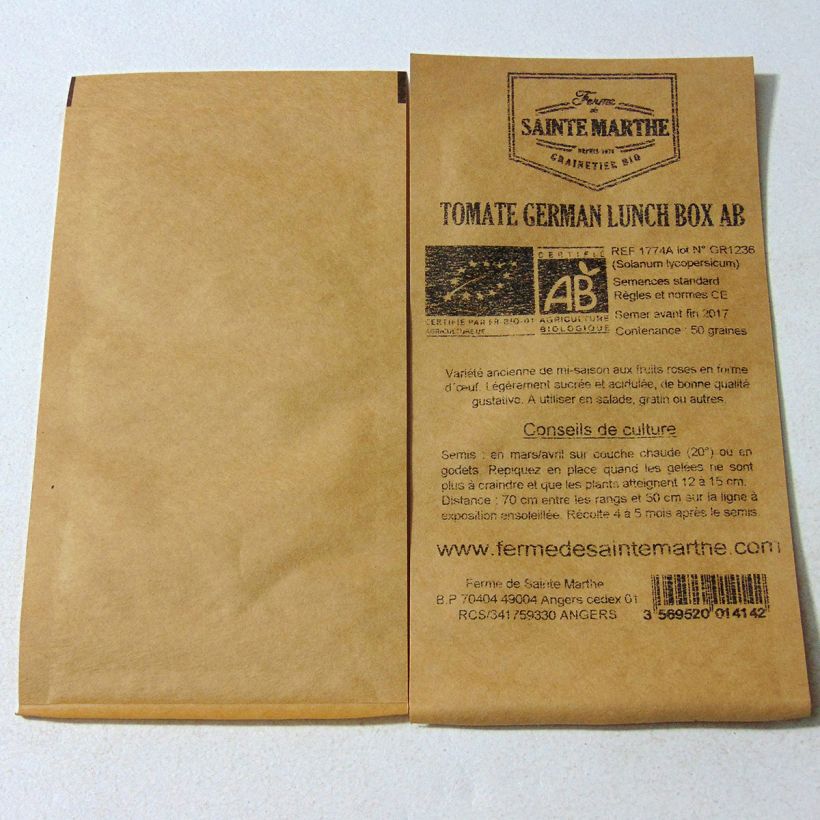 Ferme
de
SAINTE MARTHE
DEPUIS 1974
GRAINETIER BIO
TOMATE GERMAN LUNCH BOX AB
REF 1774A lot N° GR1236
(Solanum lycopersicum)
Semences standard
Règles et normes CE
Semer avant fin 2017
Contenance : 50 graines
CERTIFIÉ PAR FR-BIO-01
AGRICULTURE UE
CERTIFIÉ
AB
AGRICULTURE
BIOLOGIQUE
Variété ancienne de mi-saison aux fruits roses en forme
d'œuf. Légèrement sucrée et acidulée, de bonne qualité
gustative. A utiliser en salade, gratin ou autres.
Conseils de culture
Semis : en mars/avril sur couche chaude (20°) ou en
godets. Repiquez en place quand les gelées ne sont
plus à craindre et que les plants atteignent 12 à 15 cm.
Distance : 70 cm entre les rangs et 50 cm sur la ligne à
exposition ensoleillée. Récolte 4 à 5 mois après le semis.
www.fermedesaintemarthe.com
Ferme de Sainte Marthe
B.P 70404 49004 Angers cedex 01
RCS/341759330 ANGERS
3 569520 014142